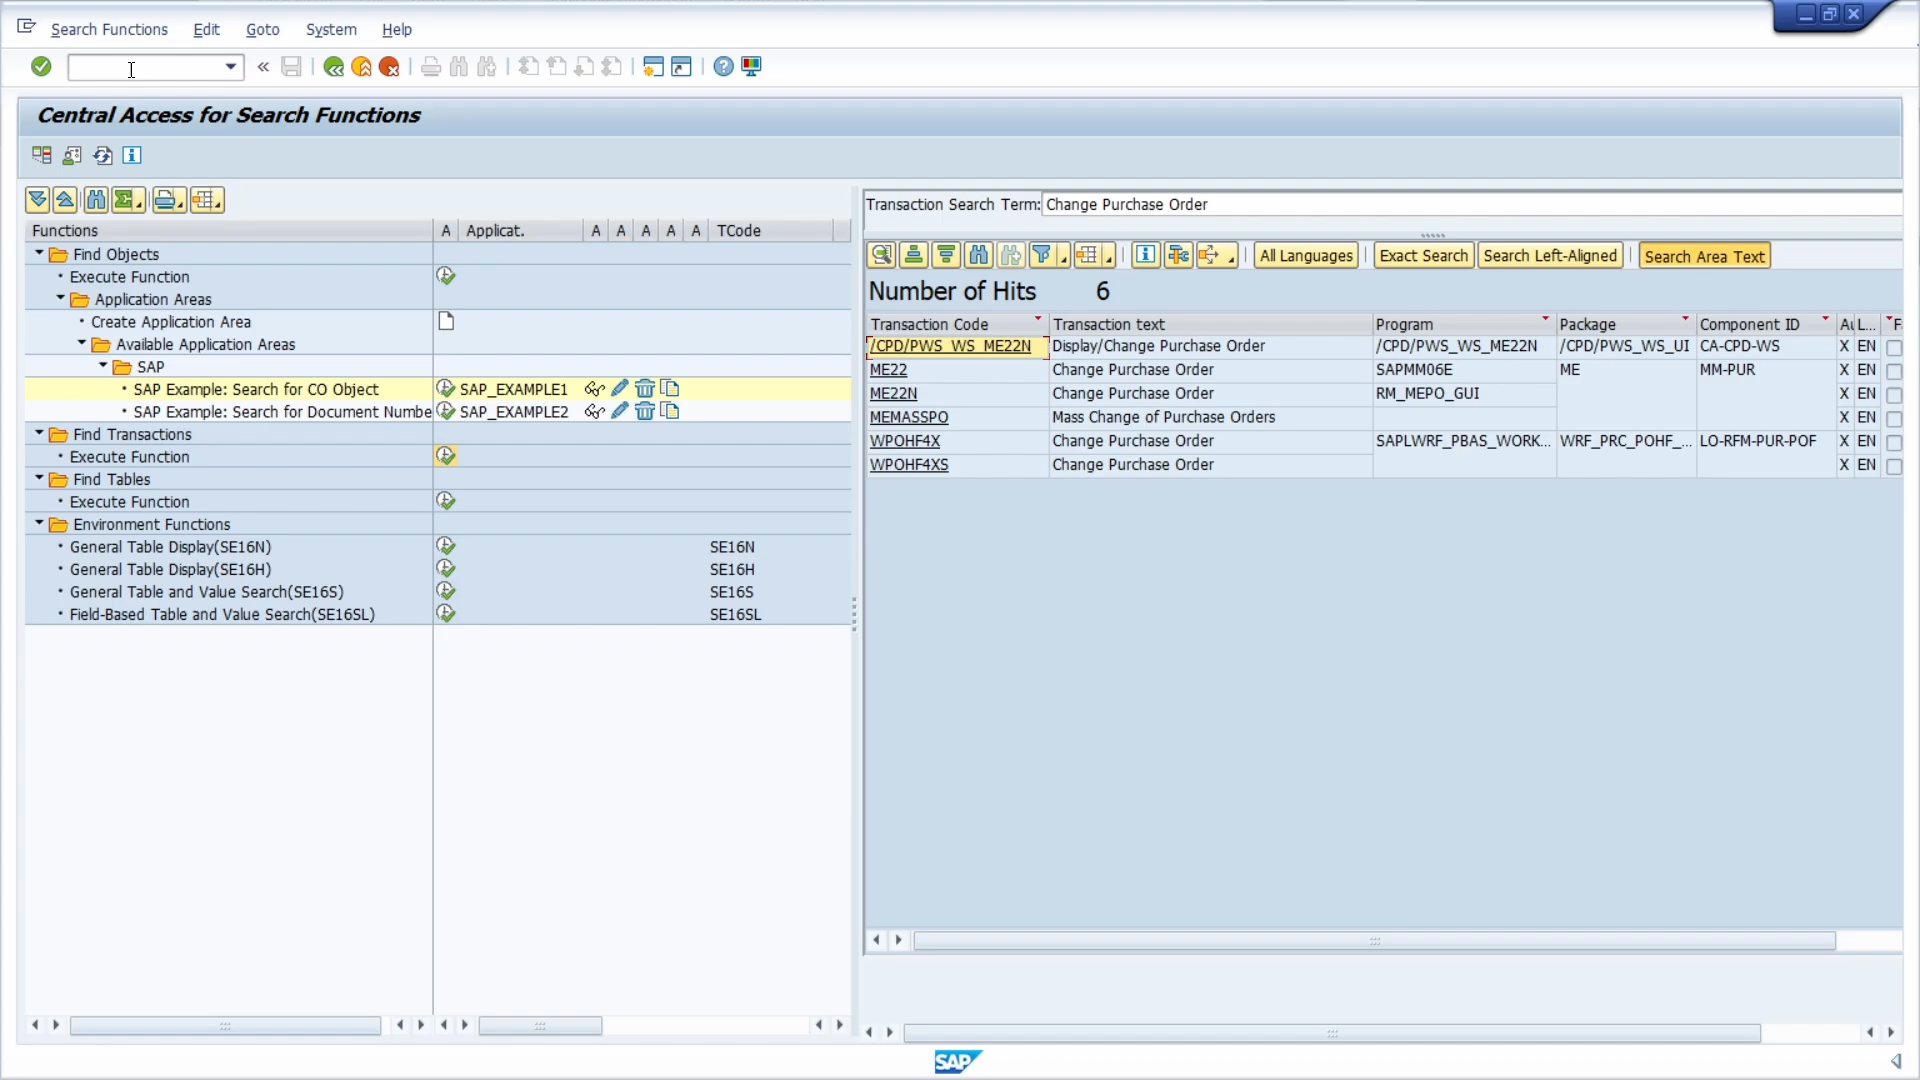 Search Functions Edit Goto System Help
Central Access for Search Functions
Functions A Applicat. A A A A A TCode
Find Objects
Execute Function
Application Areas
Create Application Area
Available Application Areas
SAP
SAP Example: Search for CO Object SAP_EXAMPLE1
SAP Example: Search for Document Numbe SAP_EXAMPLE2
Find Transactions
Execute Function
Find Tables
Execute Function
Environment Functions
General Table Display(SE16N) SE16N
General Table Display(SE16H) SE16H
General Table and Value Search(SE16S) SE16S
Field-Based Table and Value Search(SE16SL) SE16SL
Transaction Search Term: Change Purchase Order
All Languages Exact Search Search Left-Aligned Search Area Text
Number of Hits 6
Transaction Code Transaction text Program Package Component ID Au L... F
/CPD/PWS_WS_ME22N Display/Change Purchase Order /CPD/PWS_WS_ME22N /CPD/PWS_WS_UI CA-CPD-WS X EN
ME22 Change Purchase Order SAPMM06E ME MM-PUR X EN
ME22N Change Purchase Order RM_MEPO_GUI X EN
MEMASSPO Mass Change of Purchase Orders X EN
WPOHF4X Change Purchase Order SAPLWRF_PBAS_WORK... WRF_PRC_POHF_... LO-RFM-PUR-POF X EN
WPOHF4XS Change Purchase Order X EN
SAP